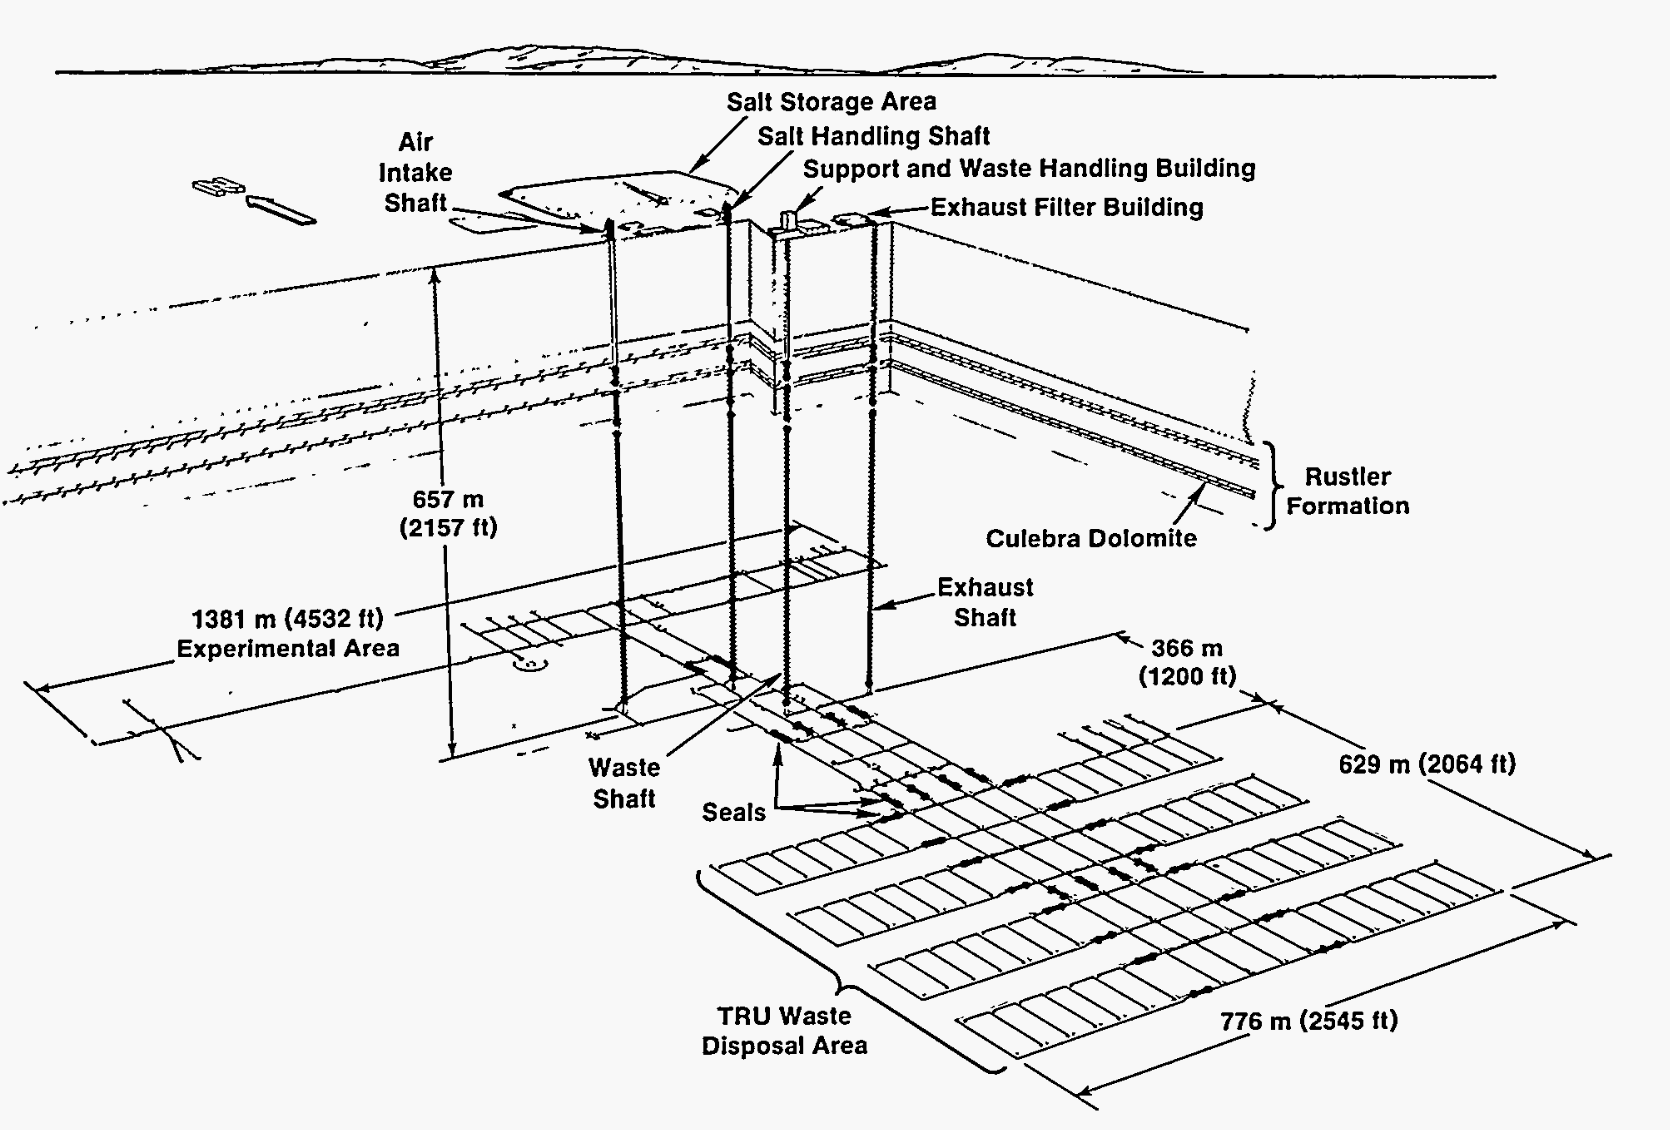 Salt Storage Area
Salt Handling Shaft
Support and Waste Handling Building
Exhaust Filter Building
Air
Intake
Shaft
657 m
(2157 ft)
Rustler
Formation
Culebra Dolomite
Exhaust
Shaft
1381 m (4532 ft)
Experimental Area
366 m
(1200 ft)
629 m (2064 ft)
Waste
Shaft
Seals
TRU Waste
Disposal Area
776 m (2545 ft)